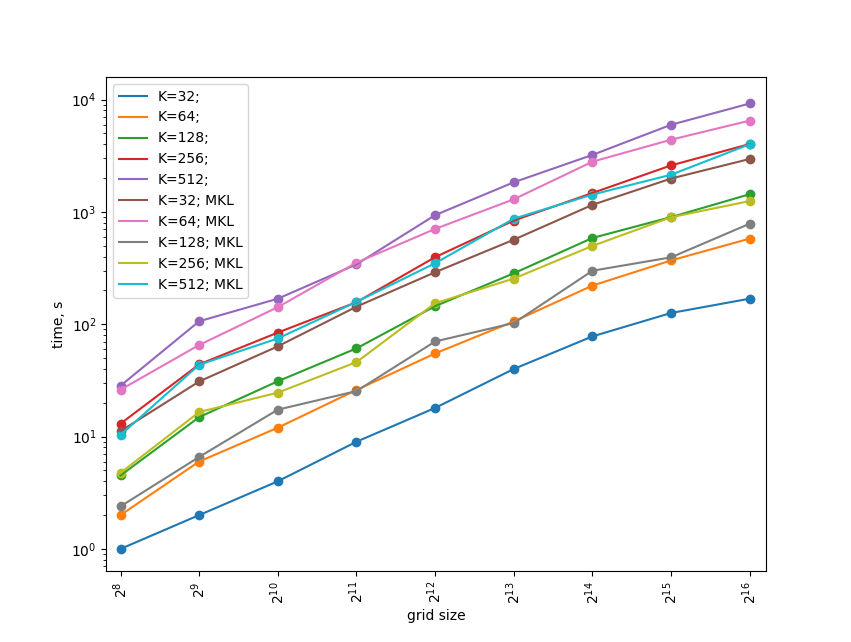 K=32;
K=64;
K=128;
K=256;
K=512;
K=32; MKL
K=64; MKL
K=128; MKL
K=256; MKL
K=512; MKL
time, s
10^4
10^3
10^2
10^1
10^0
2^8
2^9
2^10
2^11
2^12
2^13
2^14
2^15
2^16
grid size